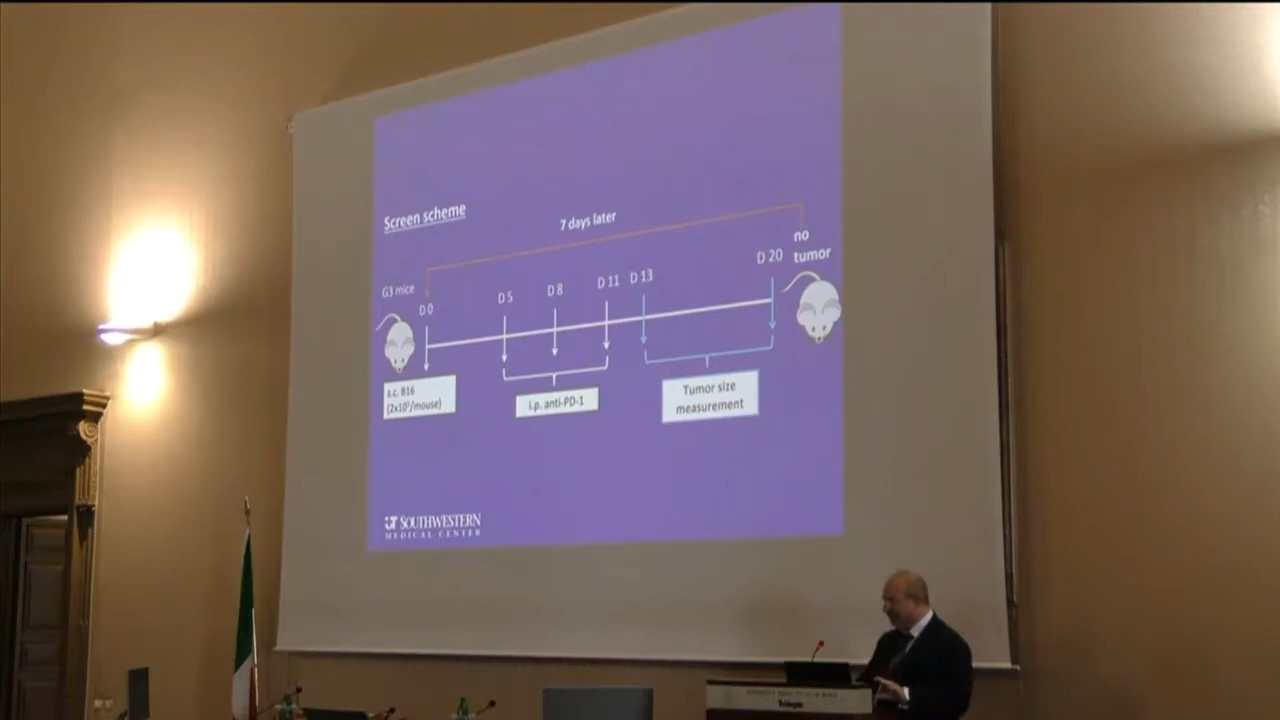 Screen scheme
7 days later
no
tumor
G3 mice
D 0
D 5
D 8
D 11
D 13
D 20
s.c. B16
(2x10⁵/mouse)
i.p. anti-PD-1
Tumor size
measurement
UT SOUTHWESTERN
MEDICAL CENTER